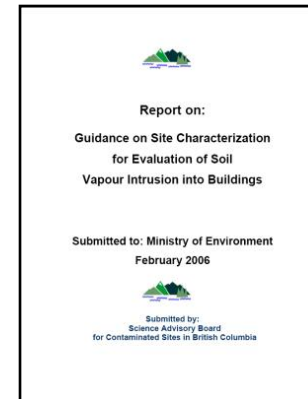 Report on:
Guidance on Site Characterization
for Evaluation of Soil
Vapour Intrusion into Buildings
Submitted to: Ministry of Environment
February 2006
Submitted by:
Science Advisory Board
for Contaminated Sites in British Columbia